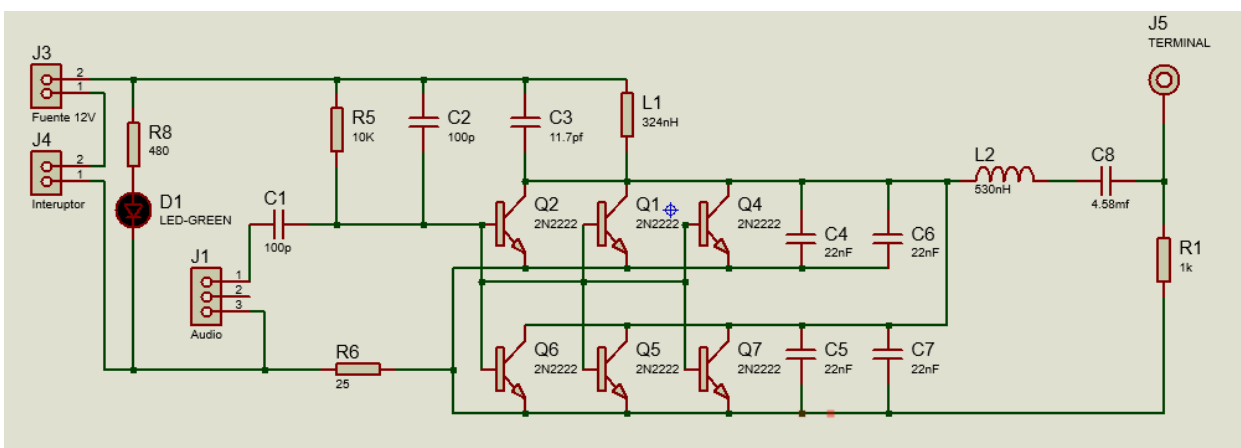 J3
2
1
Fuente 12V
J4
2
1
Interuptor
R8
480
D1
LED-GREEN
J1
1
2
3
Audio
C1
100p
R5
10K
C2
100p
C3
11.7pf
L1
324nH
Q2
2N2222
Q1
2N2222
Q4
2N2222
C4
22nF
C6
22nF
L2
530nH
C8
4.58mf
J5
TERMINAL
R1
1k
R6
25
Q6
2N2222
Q5
2N2222
Q7
2N2222
C5
22nF
C7
22nF